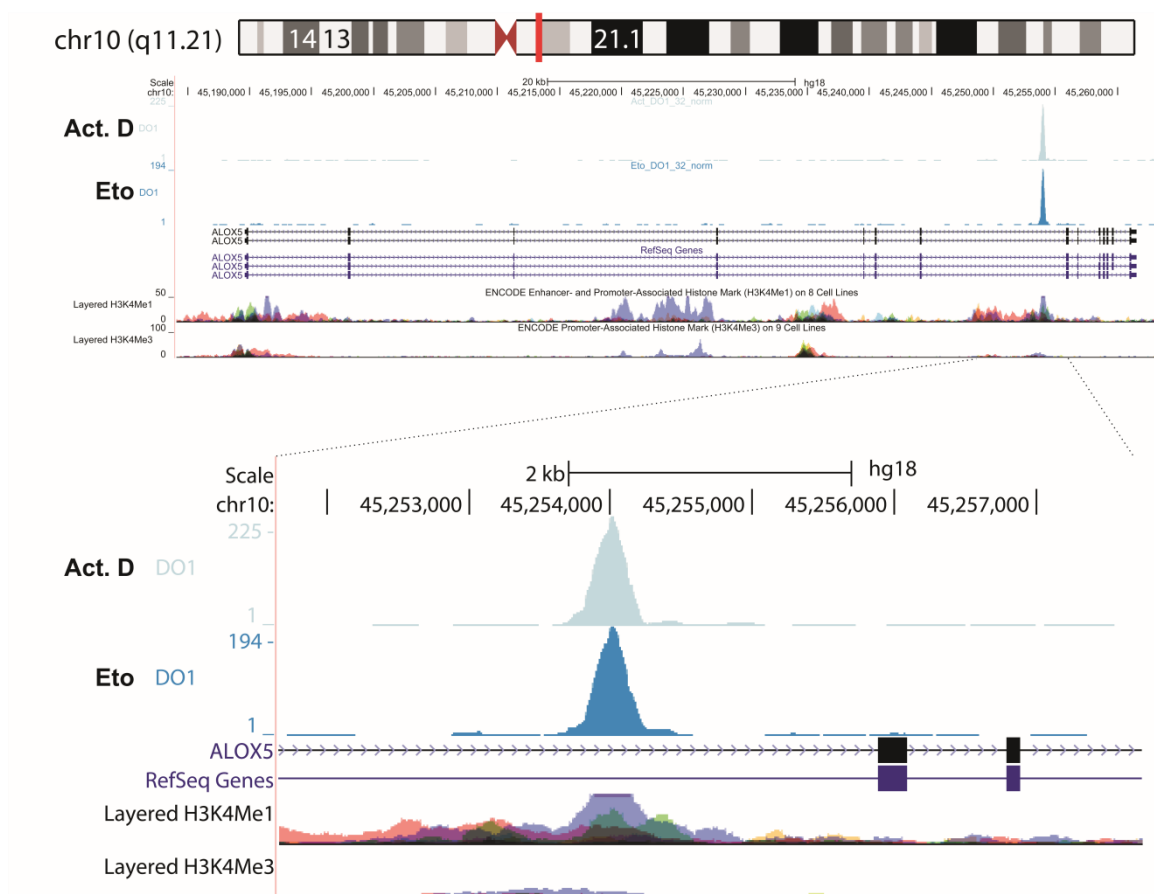 chr10 (q11.21) 14 13 21.1
Scale 20 kb hg18
chr10: 45,190,000 45,195,000 45,200,000 45,205,000 45,210,000 45,215,000 45,220,000 45,225,000 45,230,000 45,235,000 45,240,000 45,245,000 45,250,000 45,255,000 45,260,000
225 Act_DO1_32_norm
Act. D DO1
1
194 Eto_DO1_32_norm
Eto DO1
1
ALOX5
ALOX5
RefSeq Genes
ALOX5
ALOX5
ALOX5
ENCODE Enhancer- and Promoter-Associated Histone Mark (H3K4Me1) on 8 Cell Lines
50
Layered H3K4Me1
0
ENCODE Promoter-Associated Histone Mark (H3K4Me3) on 9 Cell Lines
100
Layered H3K4Me3
0
Scale 2 kb hg18
chr10: 45,253,000 45,254,000 45,255,000 45,256,000 45,257,000
225 -
Act. D DO1
1
194 -
Eto DO1
1
ALOX5
RefSeq Genes
Layered H3K4Me1
Layered H3K4Me3